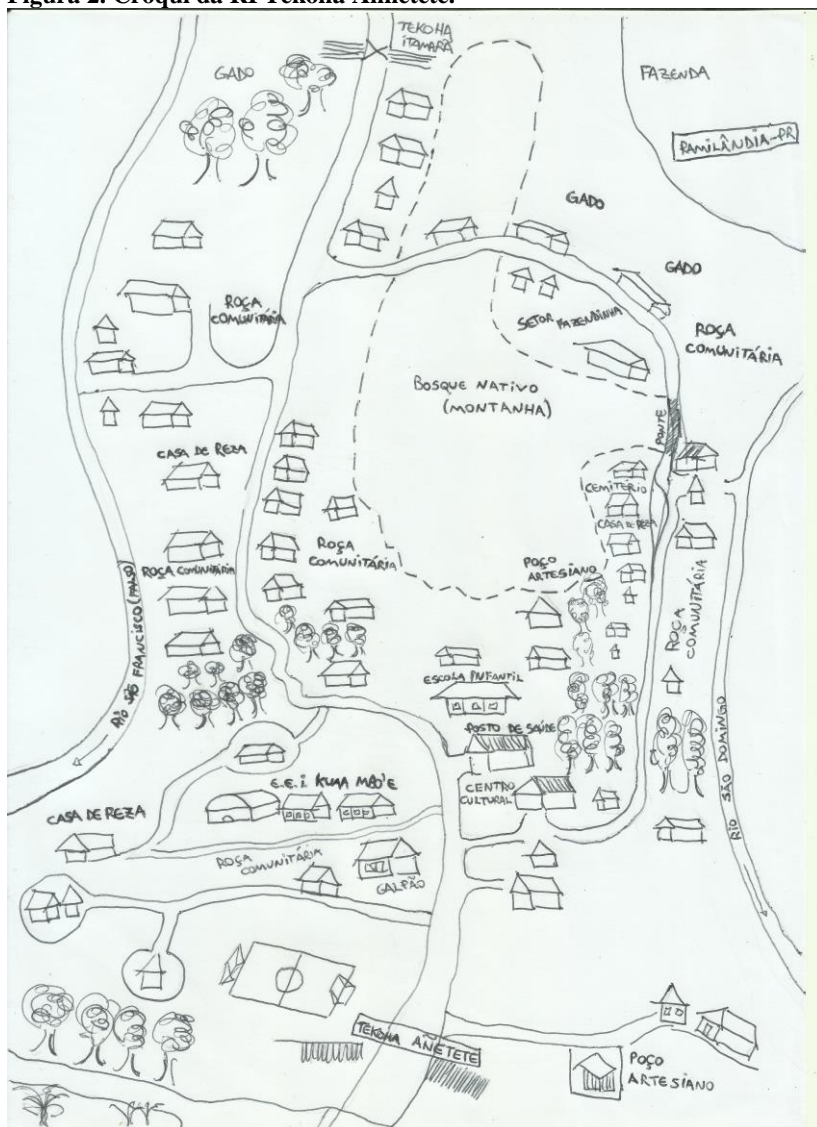 Figura 2: Croqui da RI Tekoha Añhetete.
TEKOHA
ITAMARÃ
GADO
FAZENDA
RAMILÂNDIA-PR
GADO
GADO
ROÇA
COMUNITÁRIA
SETOR FAZENDINHA
ROÇA
COMUNITÁRIA
BOSQUE NATIVO
(MONTANHA)
PONTE
CASA DE REZA
CEMITÉRIO
CASA DE REZA
ROÇA
COMUNITÁRIA
POÇO
ARTESIANO
ROÇA COMUNITÁRIA
ROÇA
COMUNITÁRIA
RIO SÃO FRANCISCO (FALSO)
ESCOLA INFANTIL
POSTO DE SAÚDE
CENTRO
CULTURAL
RIO SÃO DOMINGO
E.E.I KUAA MBO'E
CASA DE REZA
ROÇA
COMUNITÁRIA
GALPÃO
TEKOHA AÑETETE
POÇO
ARTESIANO